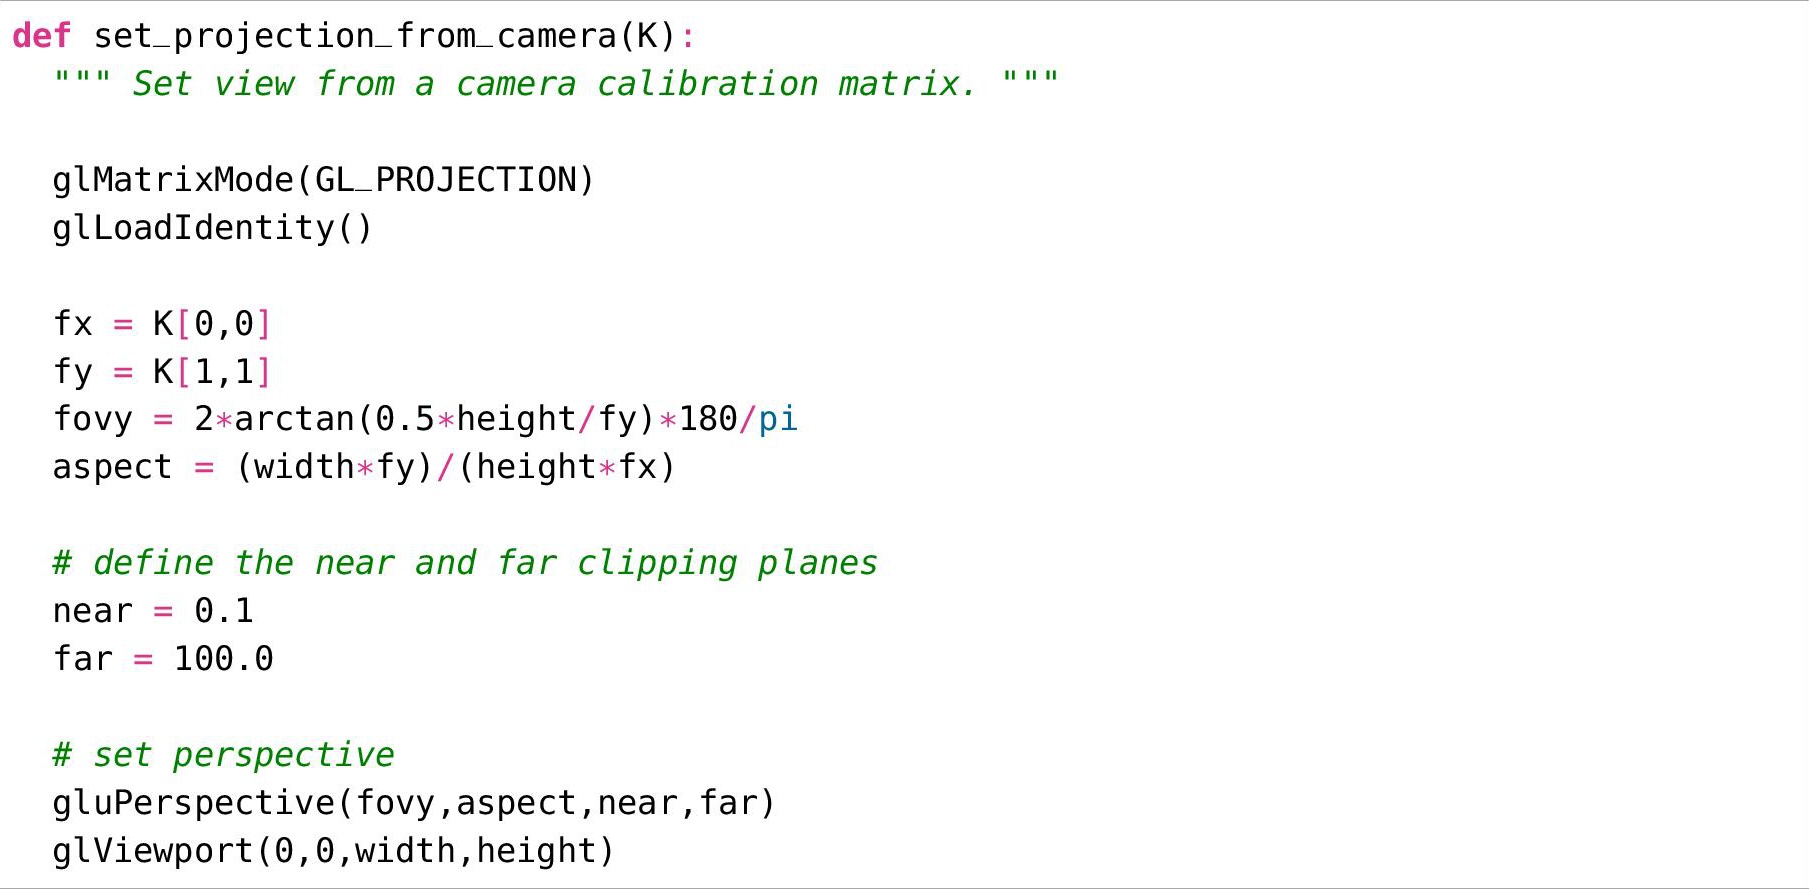 def set_projection_from_camera(K):
  """ Set view from a camera calibration matrix. """

  glMatrixMode(GL_PROJECTION)
  glLoadIdentity()

  fx = K[0,0]
  fy = K[1,1]
  fovy = 2*arctan(0.5*height/fy)*180/pi
  aspect = (width*fy)/(height*fx)

  # define the near and far clipping planes
  near = 0.1
  far = 100.0

  # set perspective
  gluPerspective(fovy,aspect,near,far)
  glViewport(0,0,width,height)